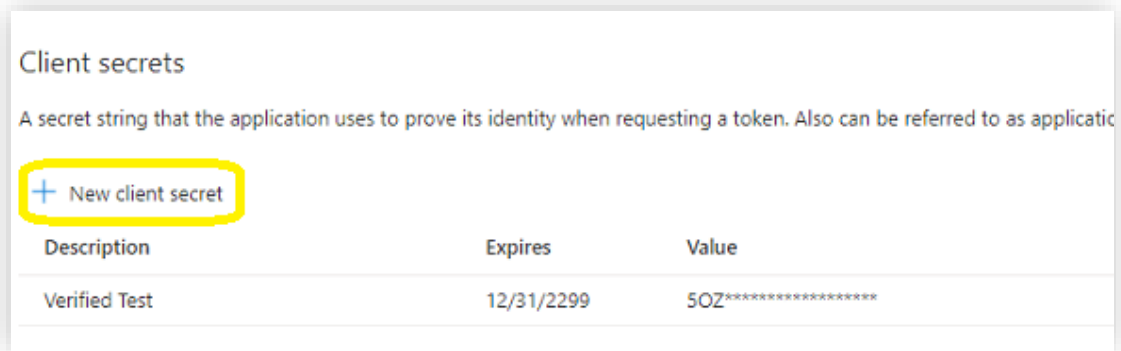 Client secrets
A secret string that the application uses to prove its identity when requesting a token. Also can be referred to as applicatic
+ New client secret
Description Expires Value
Verified Test 12/31/2299 5OZ*******************